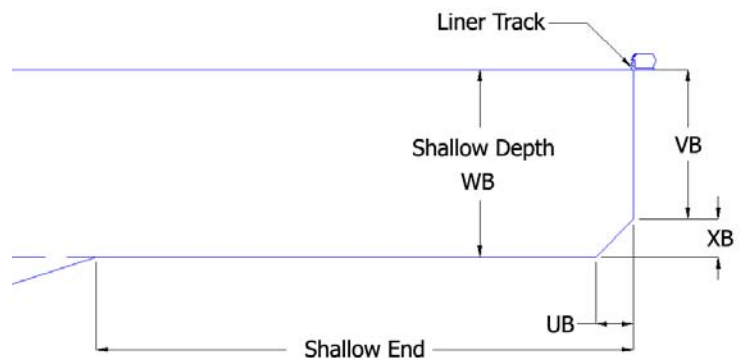 Liner Track
Shallow Depth
WB
VB
XB
UB
Shallow End